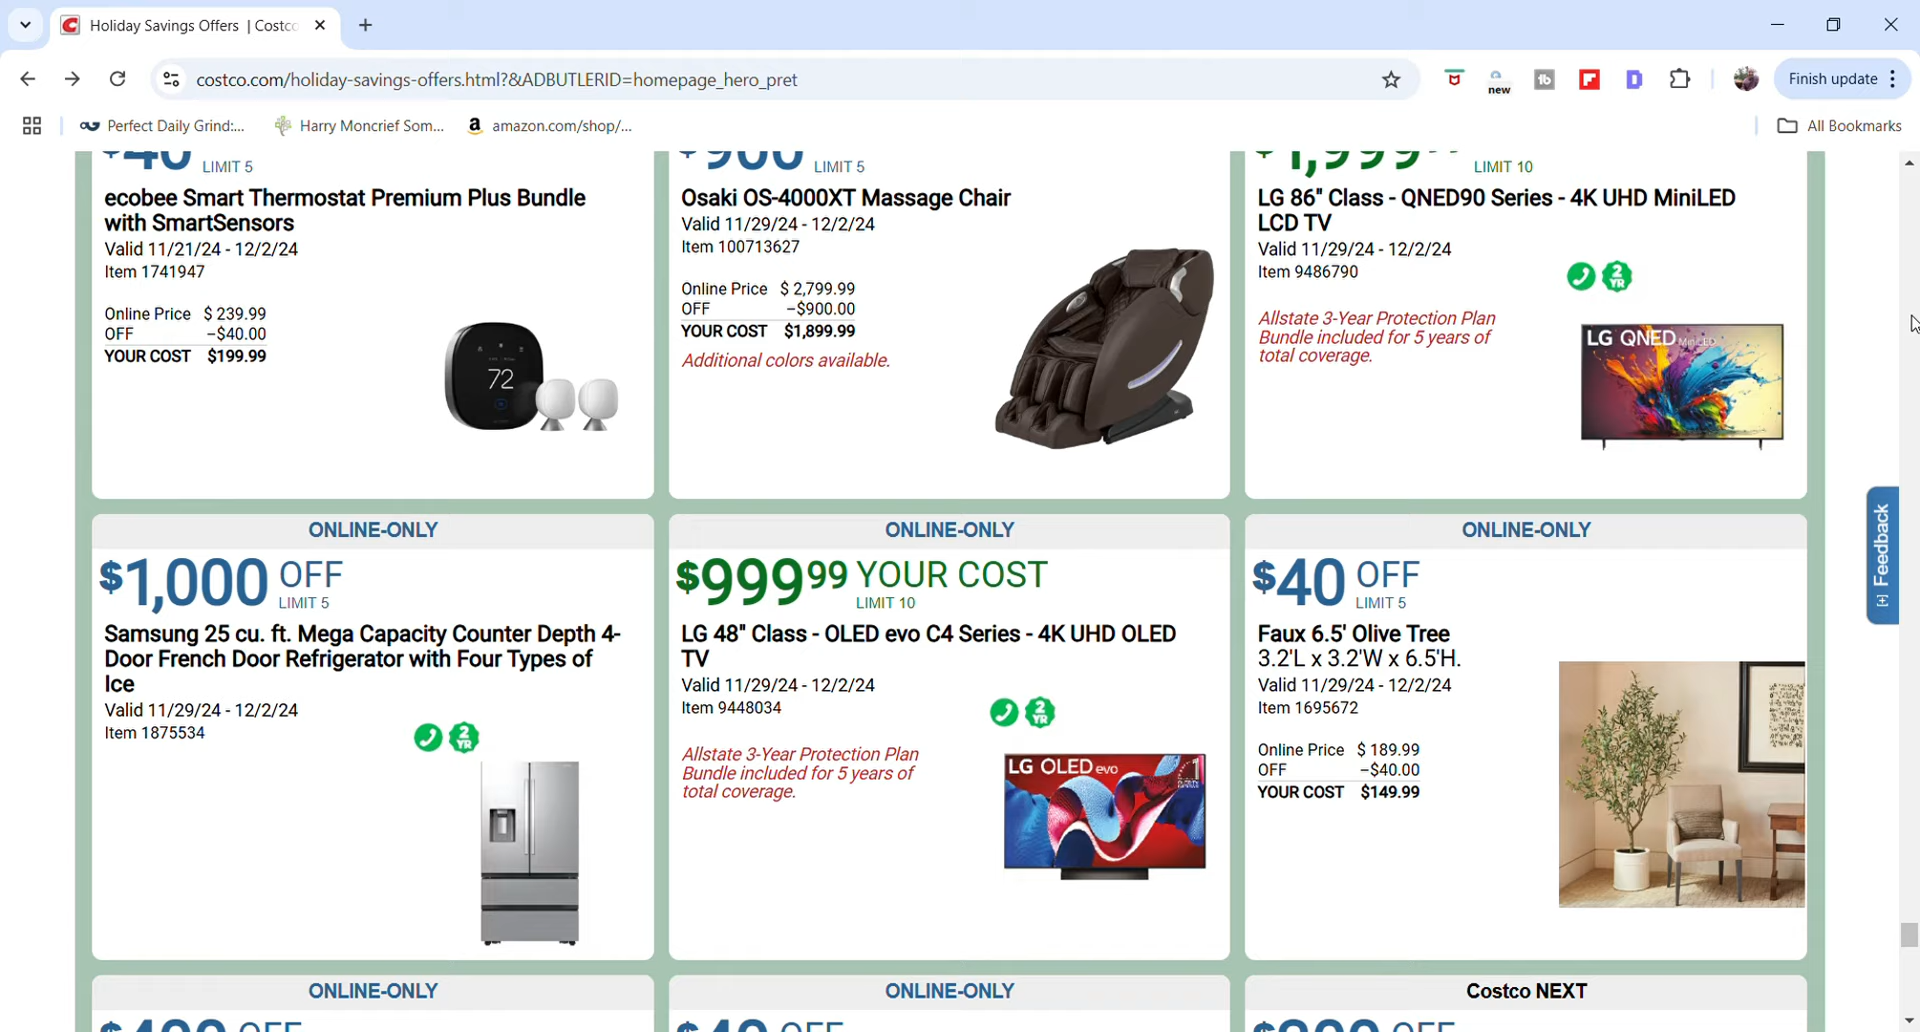 Holiday Savings Offers | Costco
costco.com/holiday-savings-offers.html?&ADBUTLERID=homepage_hero_pret
new
Finish update
Perfect Daily Grind:...
Harry Moncrief Som...
amazon.com/shop/...
All Bookmarks
$40 LIMIT 5
ecobee Smart Thermostat Premium Plus Bundle
with SmartSensors
Valid 11/21/24 - 12/2/24
Item 1741947
Online Price $ 239.99
OFF -$40.00
YOUR COST $199.99
72
$900 LIMIT 5
Osaki OS-4000XT Massage Chair
Valid 11/29/24 - 12/2/24
Item 100713627
Online Price $ 2,799.99
OFF -$900.00
YOUR COST $1,899.99
Additional colors available.
$1,999 LIMIT 10
LG 86" Class - QNED90 Series - 4K UHD MiniLED
LCD TV
Valid 11/29/24 - 12/2/24
Item 9486790
2
YR
Allstate 3-Year Protection Plan
Bundle included for 5 years of
total coverage.
LG QNED MiniLED
ONLINE-ONLY
$1,000 OFF
LIMIT 5
Samsung 25 cu. ft. Mega Capacity Counter Depth 4-
Door French Door Refrigerator with Four Types of
Ice
Valid 11/29/24 - 12/2/24
Item 1875534
2
YR
ONLINE-ONLY
$999 99 YOUR COST
LIMIT 10
LG 48" Class - OLED evo C4 Series - 4K UHD OLED
TV
Valid 11/29/24 - 12/2/24
Item 9448034
2
YR
Allstate 3-Year Protection Plan
Bundle included for 5 years of
total coverage.
LG OLED evo
ONLINE-ONLY
$40 OFF
LIMIT 5
Faux 6.5' Olive Tree
3.2'L x 3.2'W x 6.5'H.
Valid 11/29/24 - 12/2/24
Item 1695672
Online Price $ 189.99
OFF -$40.00
YOUR COST $149.99
[+] Feedback
ONLINE-ONLY
OFF
ONLINE-ONLY
OFF
Costco NEXT
OFF